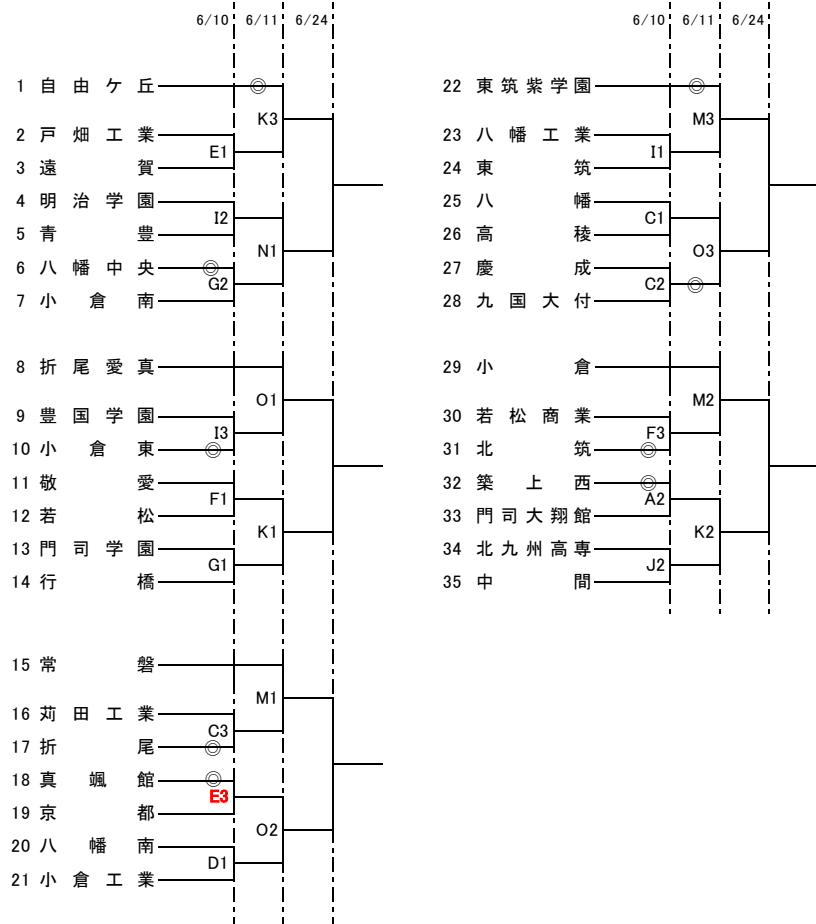 6/10 6/11 6/24
1 自由ケ丘 ◎
K3
2 戸畑工業
E1
3 遠賀
4 明治学園
I2
5 青豊
N1
6 八幡中央 ◎
G2
7 小倉南
8 折尾愛真
O1
9 豊国学園
I3
10 小倉東 ◎
11 敬愛
F1
12 若松
K1
13 門司学園
G1
14 行橋
15 常磐
M1
16 苅田工業
C3
17 折尾 ◎
18 真颯館 ◎
E3
19 京都
O2
20 八幡南
D1
21 小倉工業
6/10 6/11 6/24
22 東筑紫学園 ◎
M3
23 八幡工業
I1
24 東筑
25 八幡
C1
26 高稜
O3
27 慶成
C2 ◎
28 九国大付
29 小倉
M2
30 若松商業
F3
31 北筑 ◎
32 築上西 ◎
A2
33 門司大翔館
K2
34 北九州高専
J2
35 中間